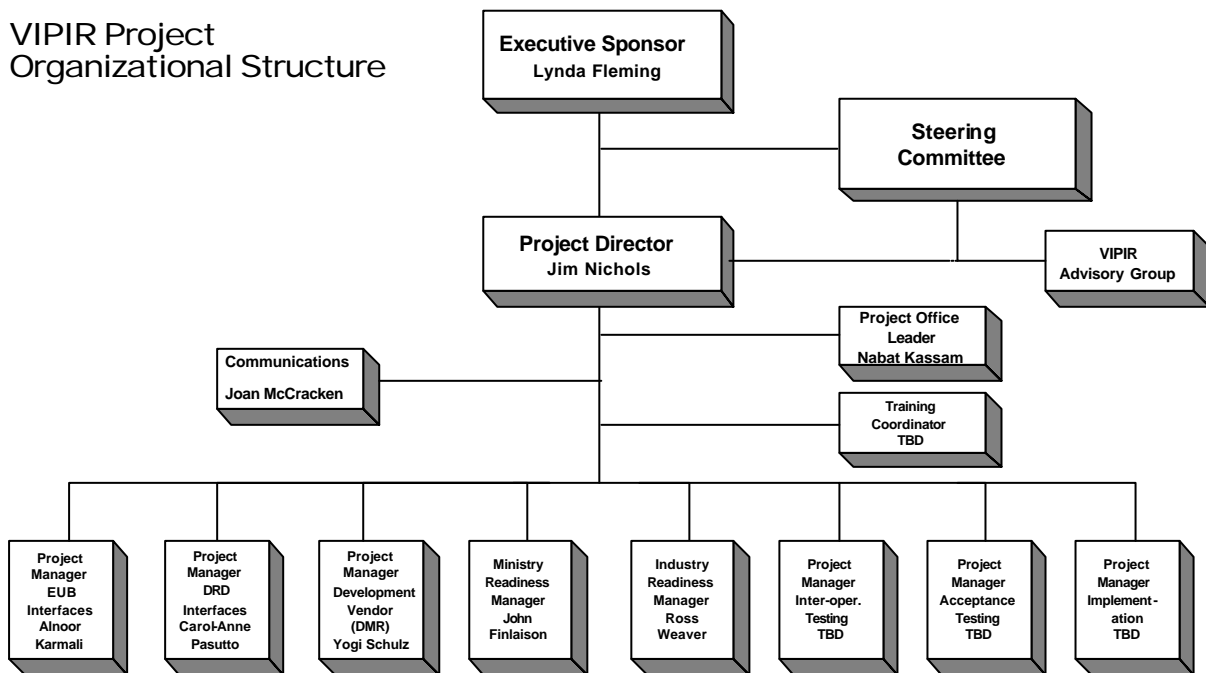 VIPIR Project
Organizational Structure
Executive Sponsor
Lynda Fleming
Steering
Committee
Project Director
Jim Nichols
VIPIR
Advisory Group
Project Office
Leader
Nabat Kassam
Communications
Joan McCracken
Training
Coordinator
TBD
Project
Manager
EUB
Interfaces
Alnoor
Karmali
Project
Manager
DRD
Interfaces
Carol-Anne
Pasutto
Project
Manager
Development
Vendor
(DMR)
Yogi Schulz
Ministry
Readiness
Manager
John
Finlaison
Industry
Readiness
Manager
Ross
Weaver
Project
Manager
Inter-oper.
Testing
TBD
Project
Manager
Acceptance
Testing
TBD
Project
Manager
Implement-
ation
TBD